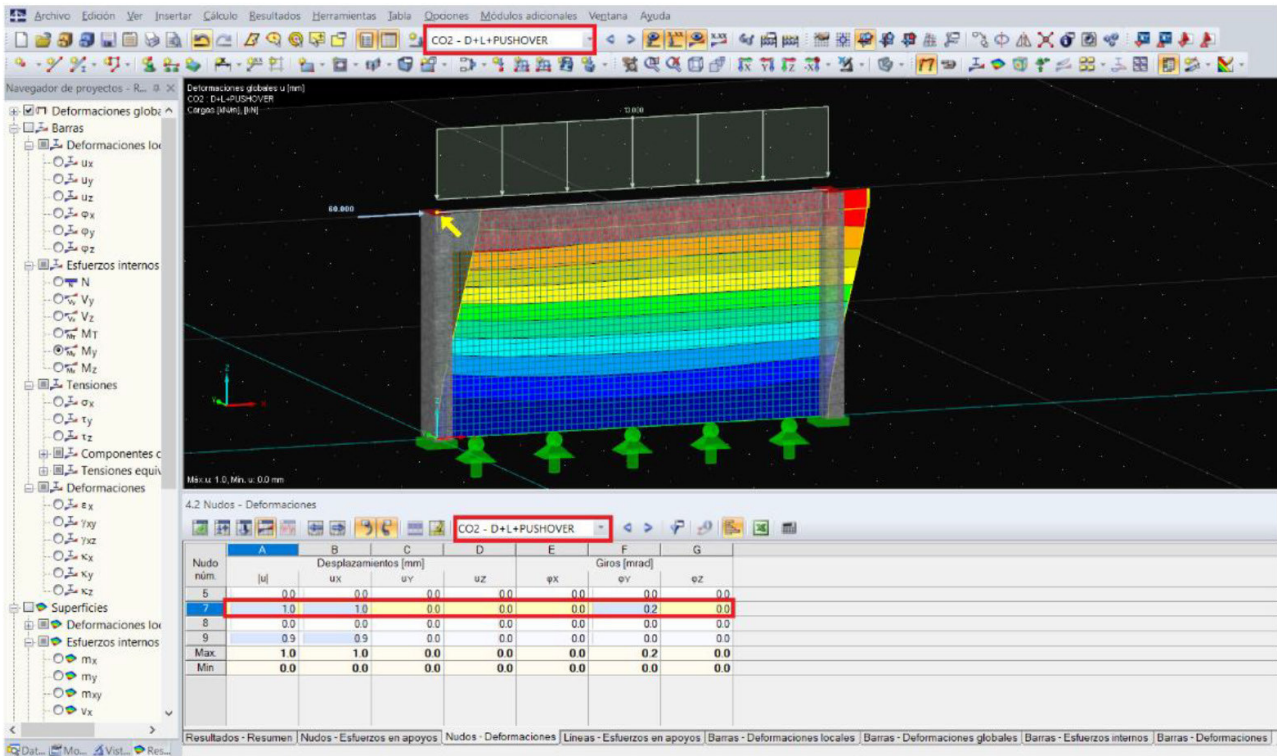 Archivo Edición Ver Insertar Cálculo Resultados Herramientas Tabla Opciones Módulos adicionales Ventana Ayuda
CO2 - D+L+PUSHOVER
Navegador de proyectos - R...
Deformaciones globa
Barras
Deformaciones loc
ux
uy
uz
φx
φy
φz
Esfuerzos internos
N
Vy
Vz
MT
My
Mz
Tensiones
σx
τy
τz
Componentes c
Tensiones equiv
Deformaciones
εx
γxy
γxz
κx
κy
κz
Superficies
Deformaciones loc
Esfuerzos internos
mx
my
mxy
vx
Dat... Mo... Vist... Res...
Deformaciones globales u [mm]
CO2 : D+L+PUSHOVER
Cargas [kN/m], [kN]
13.000
60.000
Máx.u: 1.0, Mín. u: 0.0 mm
4.2 Nudos - Deformaciones
CO2 - D+L+PUSHOVER
A B C D E F G
Nudo Desplazamientos [mm] Giros [mrad]
núm. |u| uX uY uZ φX φY φZ
5 0.0 0.0 0.0 0.0 0.0 0.0 0.0
7 1.0 1.0 0.0 0.0 0.0 0.2 0.0
8 0.0 0.0 0.0 0.0 0.0 0.0 0.0
9 0.9 0.9 0.0 0.0 0.0 0.0 0.0
Max. 1.0 1.0 0.0 0.0 0.0 0.2 0.0
Min 0.0 0.0 0.0 0.0 0.0 0.0 0.0
Resultados - Resumen Nudos - Esfuerzos en apoyos Nudos - Deformaciones Líneas - Esfuerzos en apoyos Barras - Deformaciones locales Barras - Deformaciones globales Barras - Esfuerzos internos Barras - Deformaciones